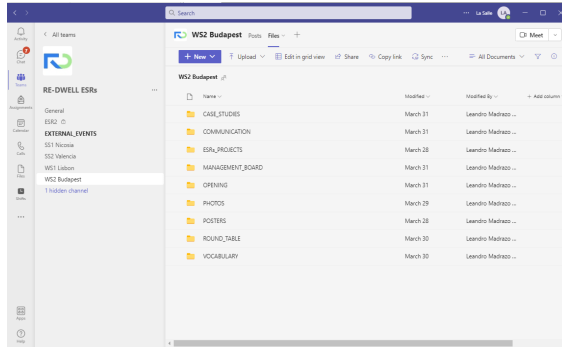 Search
La Salle
LA
Activity
Chat
Teams
Assignments
Calendar
Calls
Files
Shifts
Apps
Help
All teams
RE-DWELL ESRs
General
ESR2
EXTERNAL_EVENTS
SS1 Nicosia
SS2 Valencia
WS1 Lisbon
WS2 Budapest
1 hidden channel
WS2 Budapest Posts Files
Meet
New Upload Edit in grid view Share Copy link Sync All Documents
WS2 Budapest
Name Modified Modified By Add column
CASE_STUDIES March 31 Leandro Madrazo ...
COMMUNICATION March 31 Leandro Madrazo ...
ESRs_PROJECTS March 28 Leandro Madrazo ...
MANAGEMENT_BOARD March 31 Leandro Madrazo ...
OPENING March 31 Leandro Madrazo ...
PHOTOS March 29 Leandro Madrazo ...
POSTERS March 28 Leandro Madrazo ...
ROUND_TABLE March 30 Leandro Madrazo ...
VOCABULARY March 30 Leandro Madrazo ...